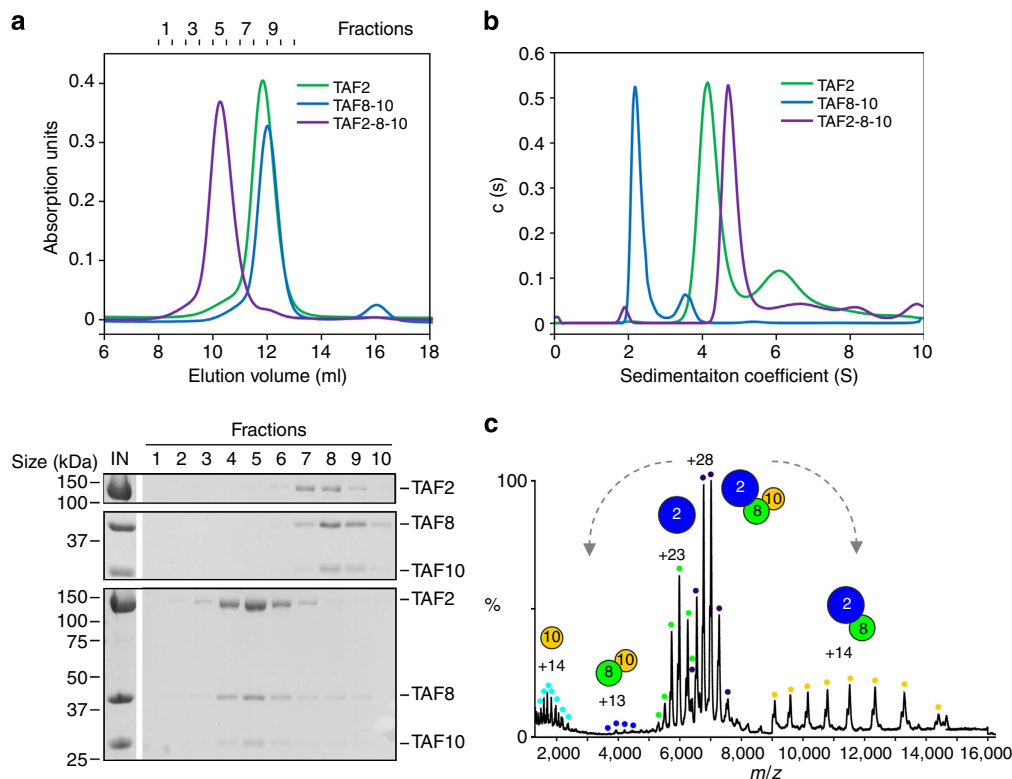 a
1 3 5 7 9 Fractions
0.4
0.3
0.2
0.1
0
Absorption units
TAF2
TAF8-10
TAF2-8-10
6 8 10 12 14 16 18
Elution volume (ml)
b
0.6
0.5
0.4
0.3
0.2
0.1
0
c (s)
TAF2
TAF8-10
TAF2-8-10
0 2 4 6 8 10
Sedimentaiton coefficient (S)
Fractions
Size (kDa) IN 1 2 3 4 5 6 7 8 9 10
150
100
TAF2
37
TAF8
TAF10
150
100
75
50
37
25
TAF2
TAF8
TAF10
c
100
%
0
+28
2
2 8 10
+23
2 8
+14
10
+14
8 10
+13
2,000 4,000 6,000 8,000 10,000 12,000 14,000 16,000
m/z